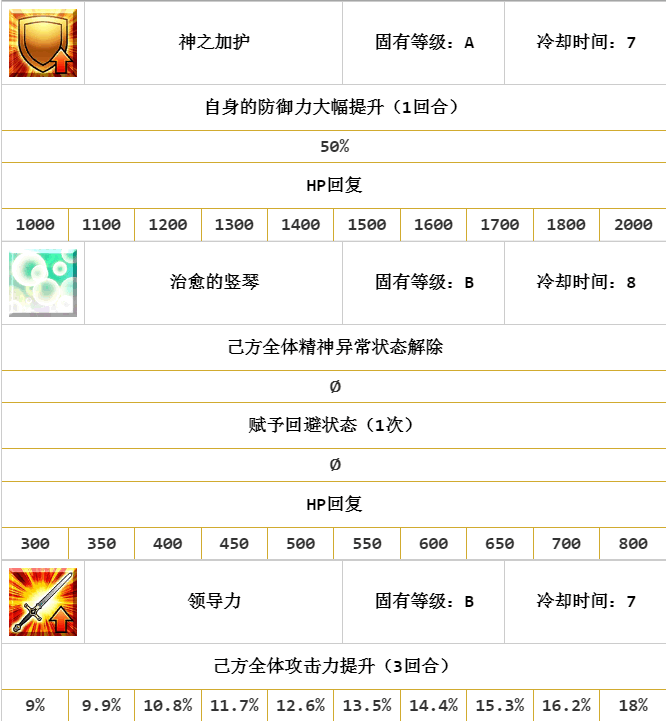 神之加护 固有等级：A 冷却时间：7
自身的防御力大幅提升（1回合）
50%
HP回复
1000 1100 1200 1300 1400 1500 1600 1700 1800 2000
治愈的竖琴 固有等级：B 冷却时间：8
己方全体精神异常状态解除
Ø
赋予回避状态（1次）
Ø
HP回复
300 350 400 450 500 550 600 650 700 800
领导力 固有等级：B 冷却时间：7
己方全体攻击力提升（3回合）
9% 9.9% 10.8% 11.7% 12.6% 13.5% 14.4% 15.3% 16.2% 18%